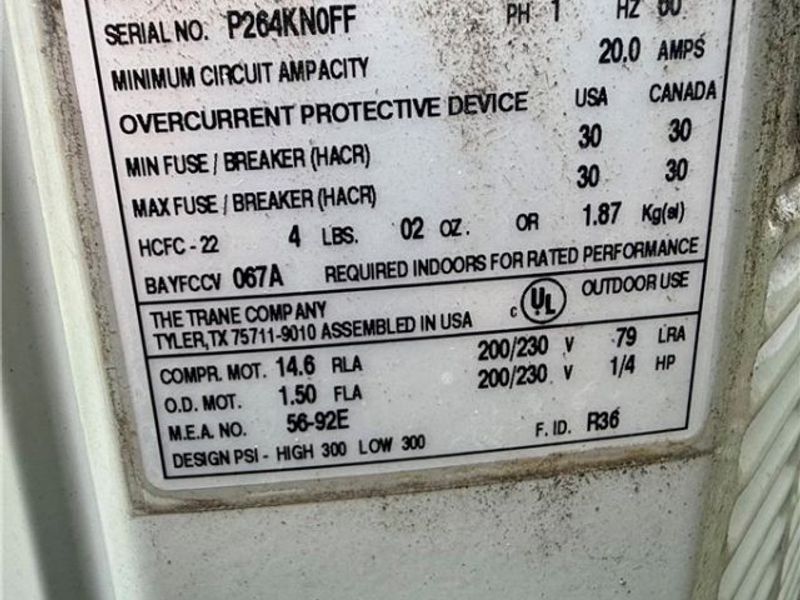 SERIAL NO. P264KN0FF PH 1 HZ 60
MINIMUM CIRCUIT AMPACITY 20.0 AMPS
OVERCURRENT PROTECTIVE DEVICE USA CANADA
MIN FUSE / BREAKER (HACR) 30 30
MAX FUSE / BREAKER (HACR) 30 30
HCFC - 22 4 LBS. 02 OZ. OR 1.87 Kg(si)
BAYFCCV 067A REQUIRED INDOORS FOR RATED PERFORMANCE
THE TRANE COMPANY C UL OUTDOOR USE
TYLER, TX 75711-9010 ASSEMBLED IN USA
COMPR. MOT. 14.6 RLA 200/230 V 79 LRA
O.D. MOT. 1.50 FLA 200/230 V 1/4 HP
M.E.A. NO. 56-92E F. ID. R36
DESIGN PSI - HIGH 300 LOW 300